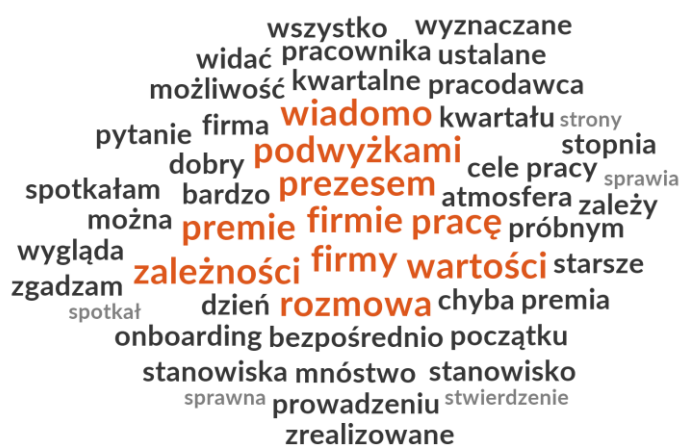 wszystko wyznaczane
widać pracownika ustalane
możliwość kwartalne pracodawca
pytanie firma wiadomo kwartału strony
dobry podwyżkami cele pracy stopnia
spotkałam bardzo prezesem atmosfera zależy sprawia
można premie firmie pracę próbnym
wygląda zależności firmy wartości starsze
zgadzam dzień rozmowa chyba premia
spotkał
onboarding bezpośrednio początku
stanowiska mnóstwo stanowisko
sprawna prowadzeniu stwierdzenie
zrealizowane